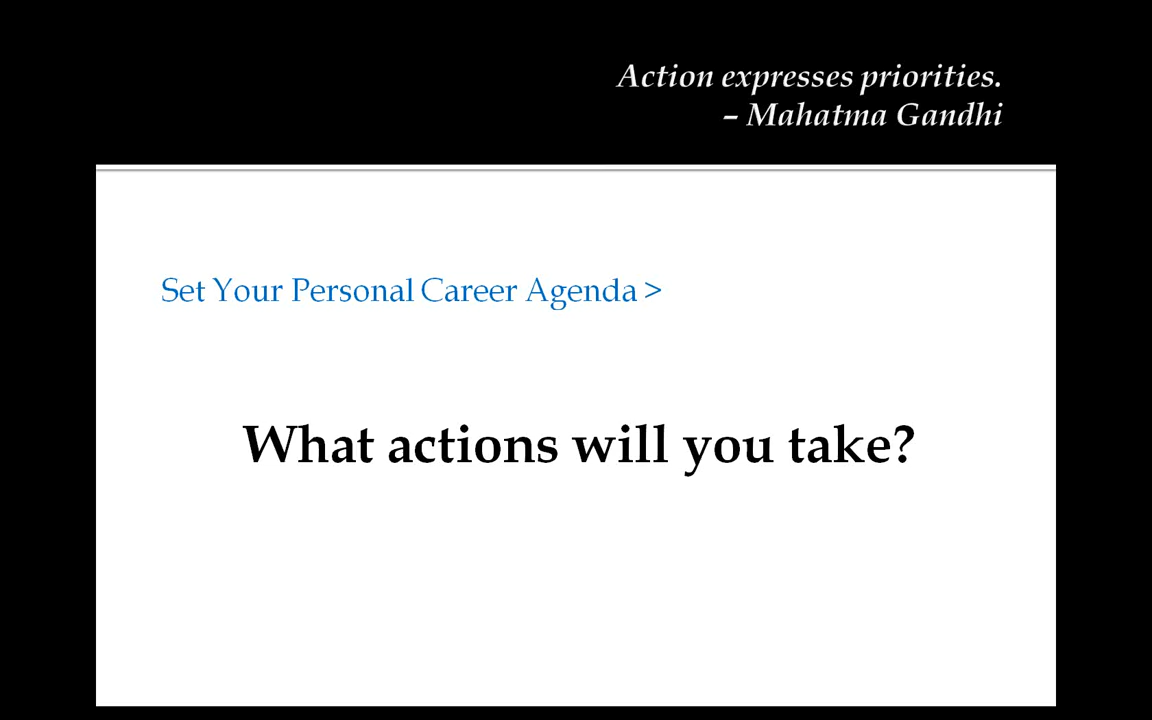 Action expresses priorities.
– Mahatma Gandhi
Set Your Personal Career Agenda >
What actions will you take?